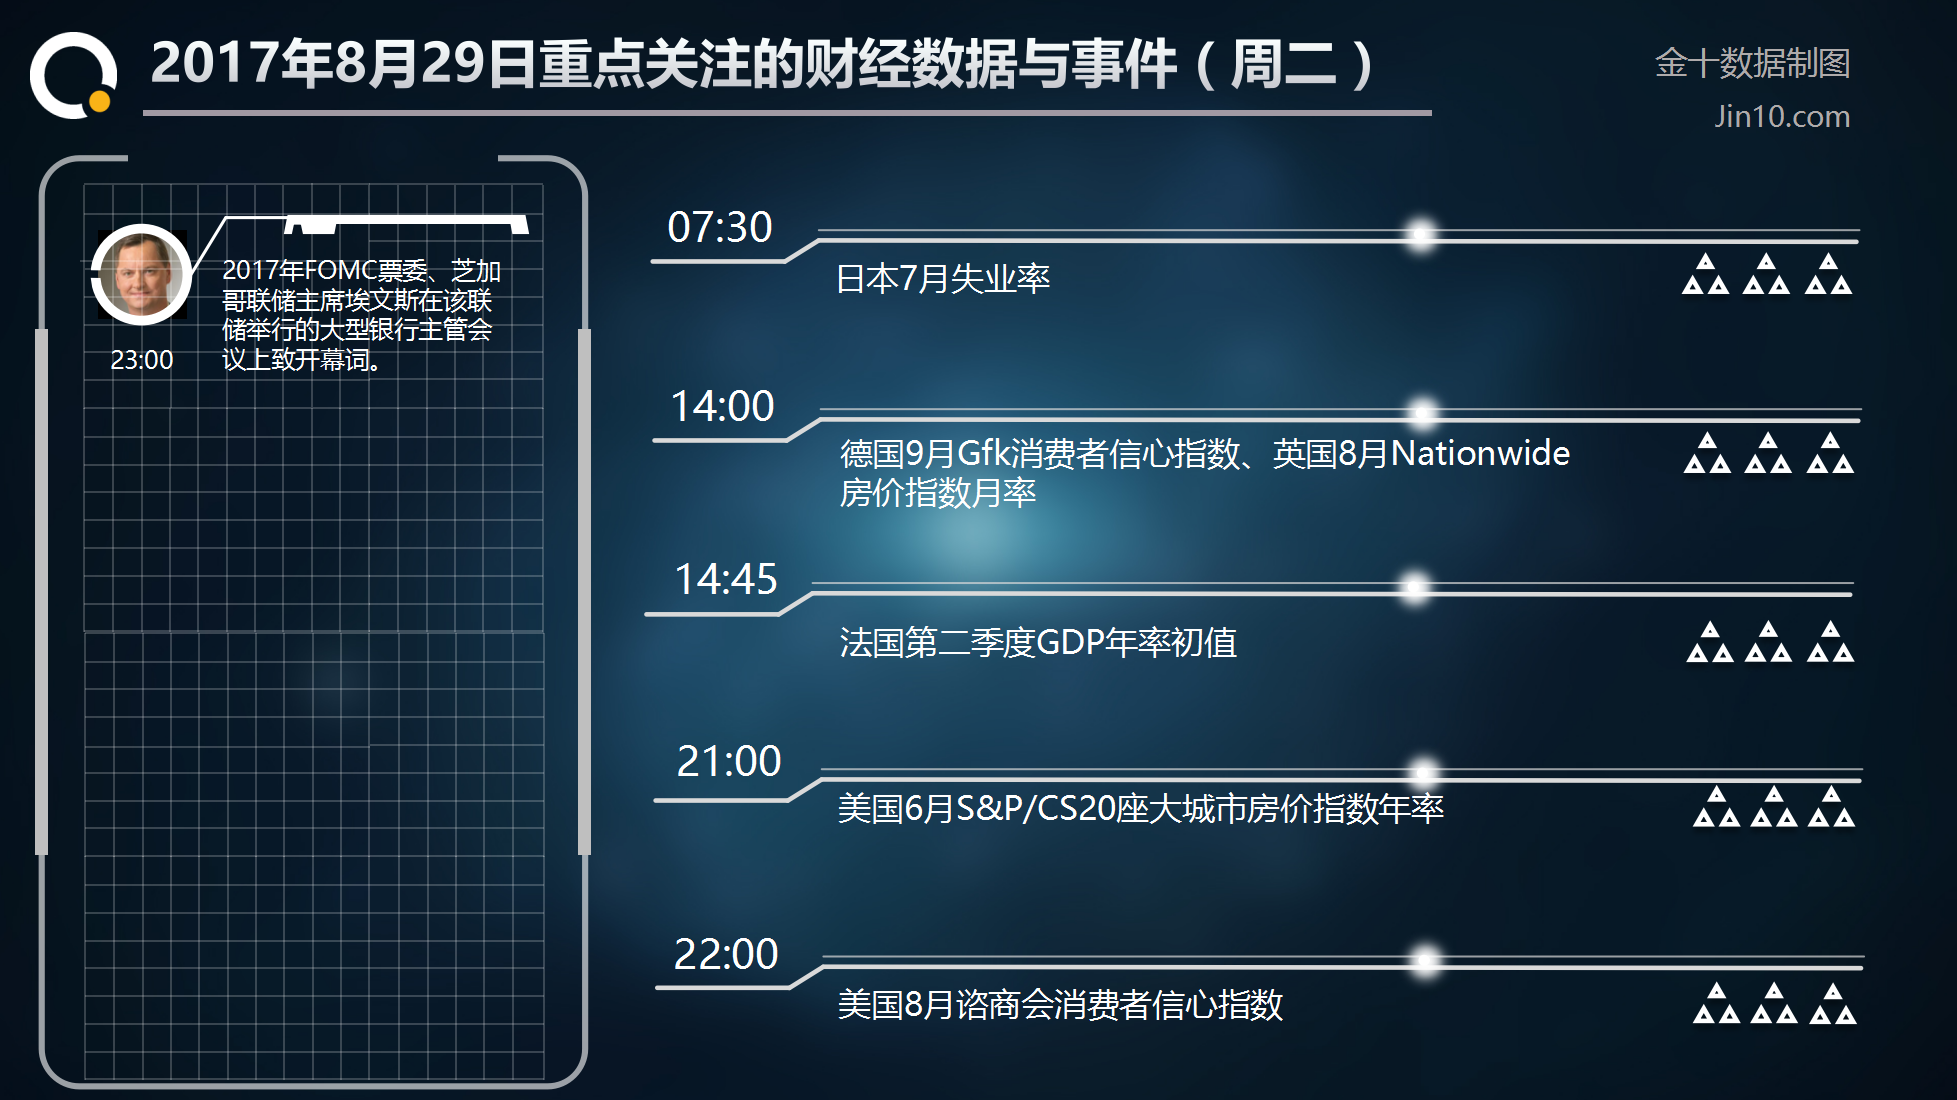 2017年8月29日重点关注的财经数据与事件（周二）
金十数据制图
Jin10.com
2017年FOMC票委、芝加
哥联储主席埃文斯在该联
储举行的大型银行主管会
议上致开幕词。
23:00
07:30
日本7月失业率
14:00
德国9月Gfk消费者信心指数、英国8月Nationwide
房价指数月率
14:45
法国第二季度GDP年率初值
21:00
美国6月S&P/CS20座大城市房价指数年率
22:00
美国8月谘商会消费者信心指数